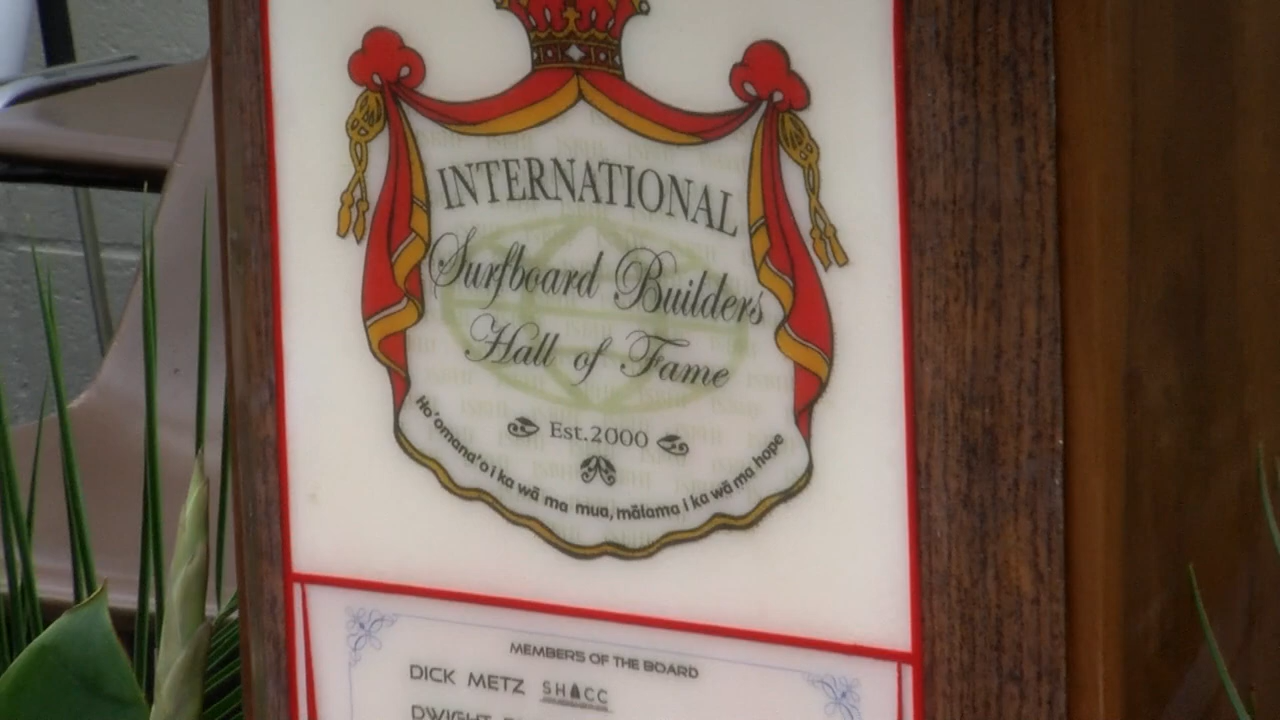 INTERNATIONAL
Surfboard Builders
Hall of Fame
Est.2000
Ho'omana'o i ka wā ma mua, mālama i ka wā ma hope
MEMBERS OF THE BOARD
DICK METZ SHACC
DWIGHT